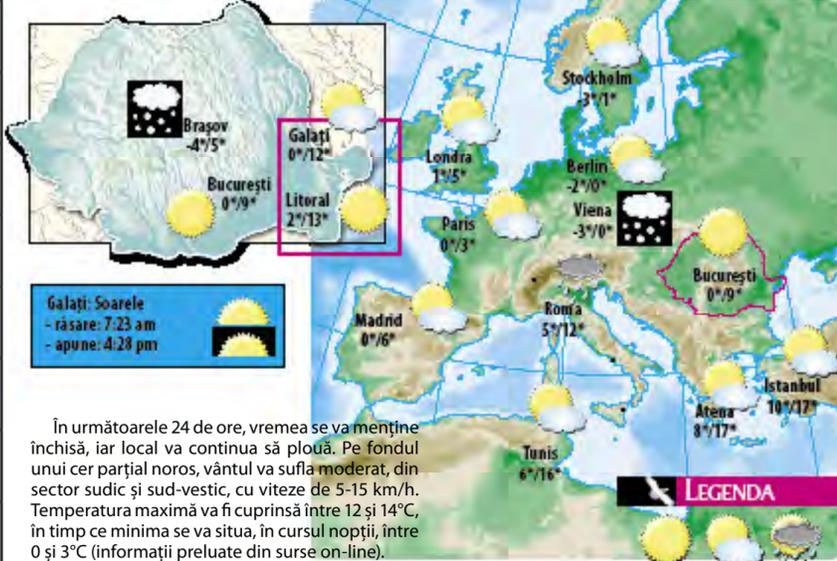 Brașov
-4°/5°
București
0°/9°
Galați
0°/12°
Litoral
2°/13°
Galați: Soarele
- răsare: 7:23 am
- apune: 4:28 pm
Stockholm
-3°/1°
Londra
1°/5°
Berlin
-2°/0°
Viena
-3°/0°
Paris
0°/3°
București
0°/9°
Madrid
0°/6°
Roma
5°/12°
Istanbul
10°/17°
Atena
8°/17°
Tunis
6°/16°
În următoarele 24 de ore, vremea se va menține
închisă, iar local va continua să plouă. Pe fondul
unui cer parțial noros, vântul va sufla moderat, din
sector sudic și sud-vestic, cu viteze de 5-15 km/h.
Temperatura maximă va fi cuprinsă între 12 și 14°C,
în timp ce minima se va situa, în cursul nopții, între
0 și 3°C (informații preluate din surse on-line).
LEGENDA